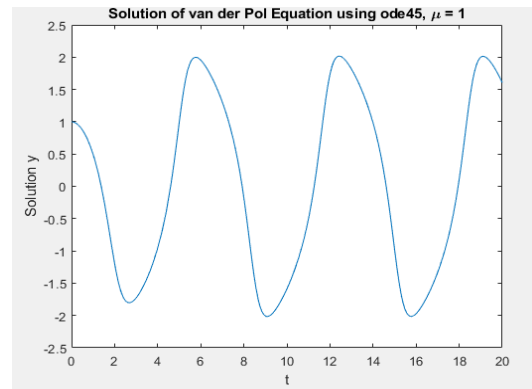 Solution of van der Pol Equation using ode45, μ = 1
2.5
2
1.5
1
0.5
0
-0.5
-1
-1.5
-2
-2.5
Solution y
0 2 4 6 8 10 12 14 16 18 20
t